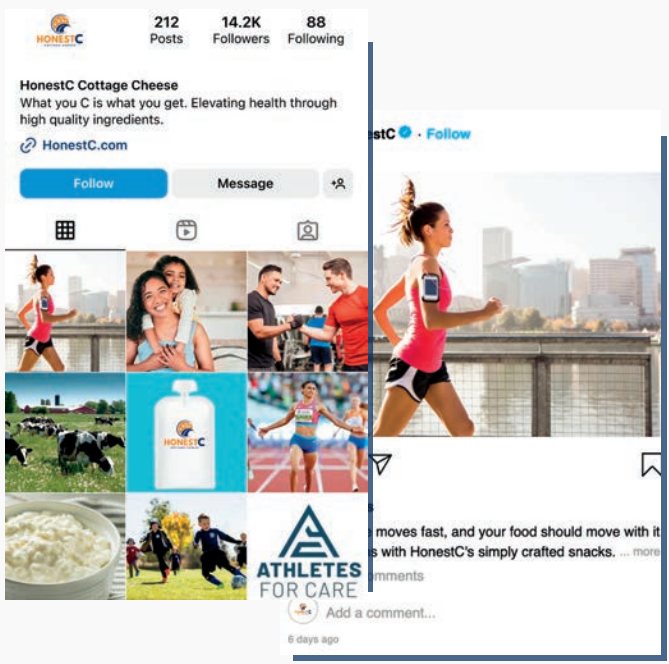 HONESTC
COTTAGE CHEESE
212 14.2K 88
Posts Followers Following
HonestC Cottage Cheese
What you C is what you get. Elevating health through
high quality ingredients.
HonestC.com
Follow Message
HONESTC
ATHLETES
FOR CARE
stC · Follow
moves fast, and your food should move with it
s with HonestC's simply crafted snacks. ... more
omments
Add a comment...
6 days ago